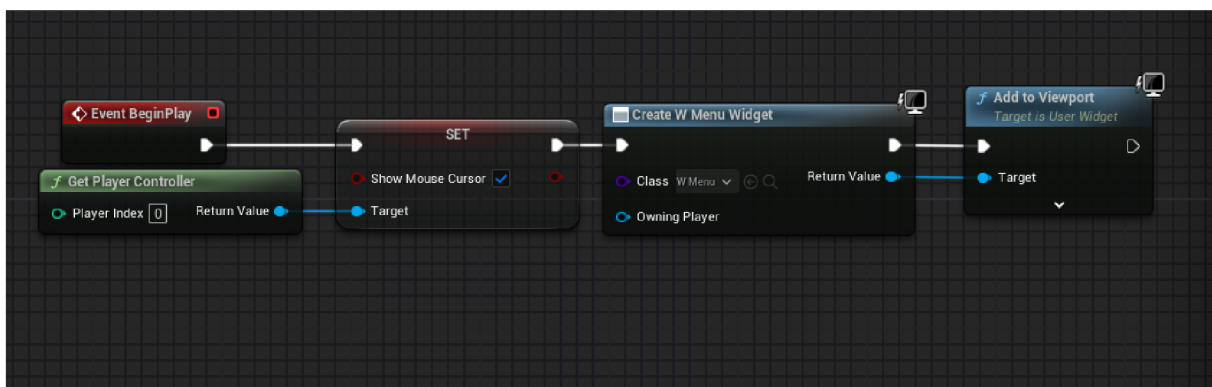 Event BeginPlay
SET
Show Mouse Cursor
Target
f Get Player Controller
Player Index 0
Return Value
Create W Menu Widget
Class W Menu
Return Value
Owning Player
f Add to Viewport
Target is User Widget
Target